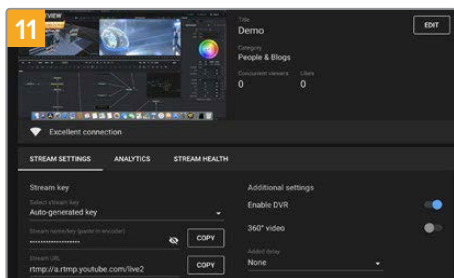 11
Title
Demo
EDIT
Category
People & Blogs
Concurrent viewers
Likes
0
0
Excellent connection
STREAM SETTINGS
ANALYTICS
STREAM HEALTH
Stream key
Select stream key
Auto-generated key
Stream name/key (paste in encoder)
••••••••••••••••••••
COPY
Stream URL
rtmp://a.rtmp.youtube.com/live2
COPY
Additional settings
Enable DVR
360° video
Added delay
None